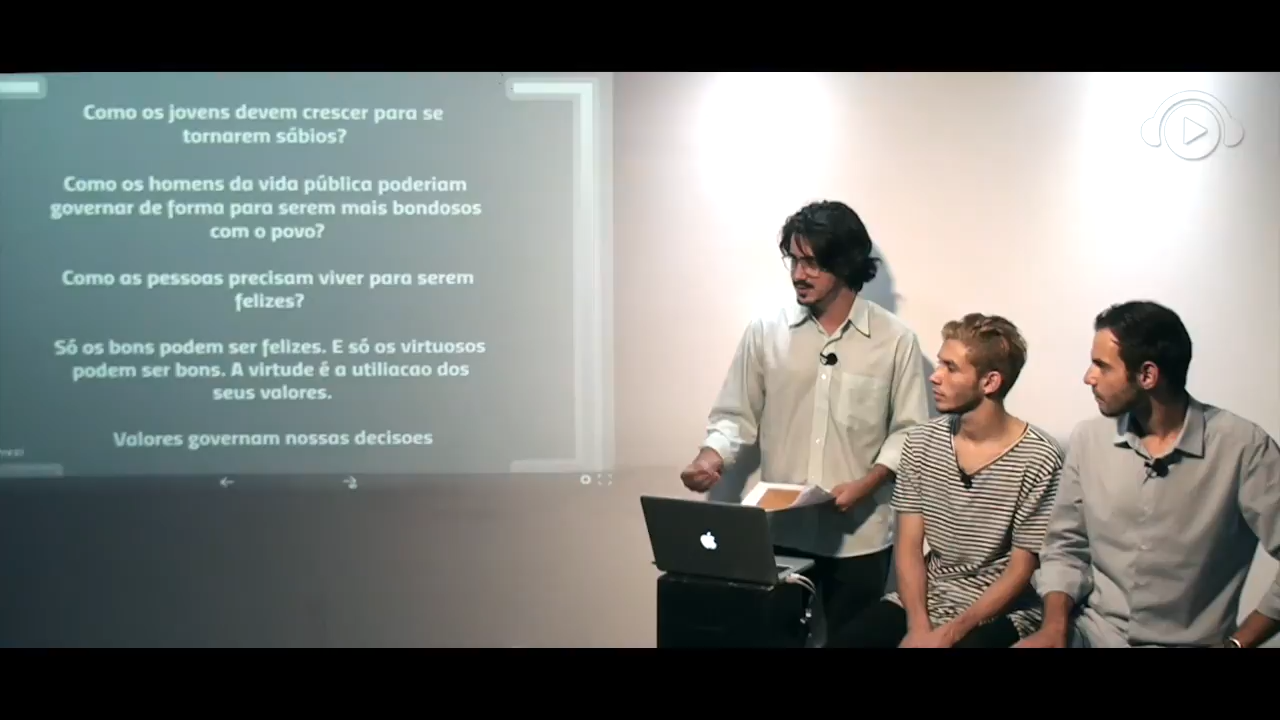 Como os jovens devem crescer para se
tornarem sábios?
Como os homens da vida pública poderiam
governar de forma para serem mais bondosos
com o povo?
Como as pessoas precisam viver para serem
felizes?
Só os bons podem ser felizes. E só os virtuosos
podem ser bons. A virtude é a utiliacao dos
seus valores.
Valores governam nossas decisoes